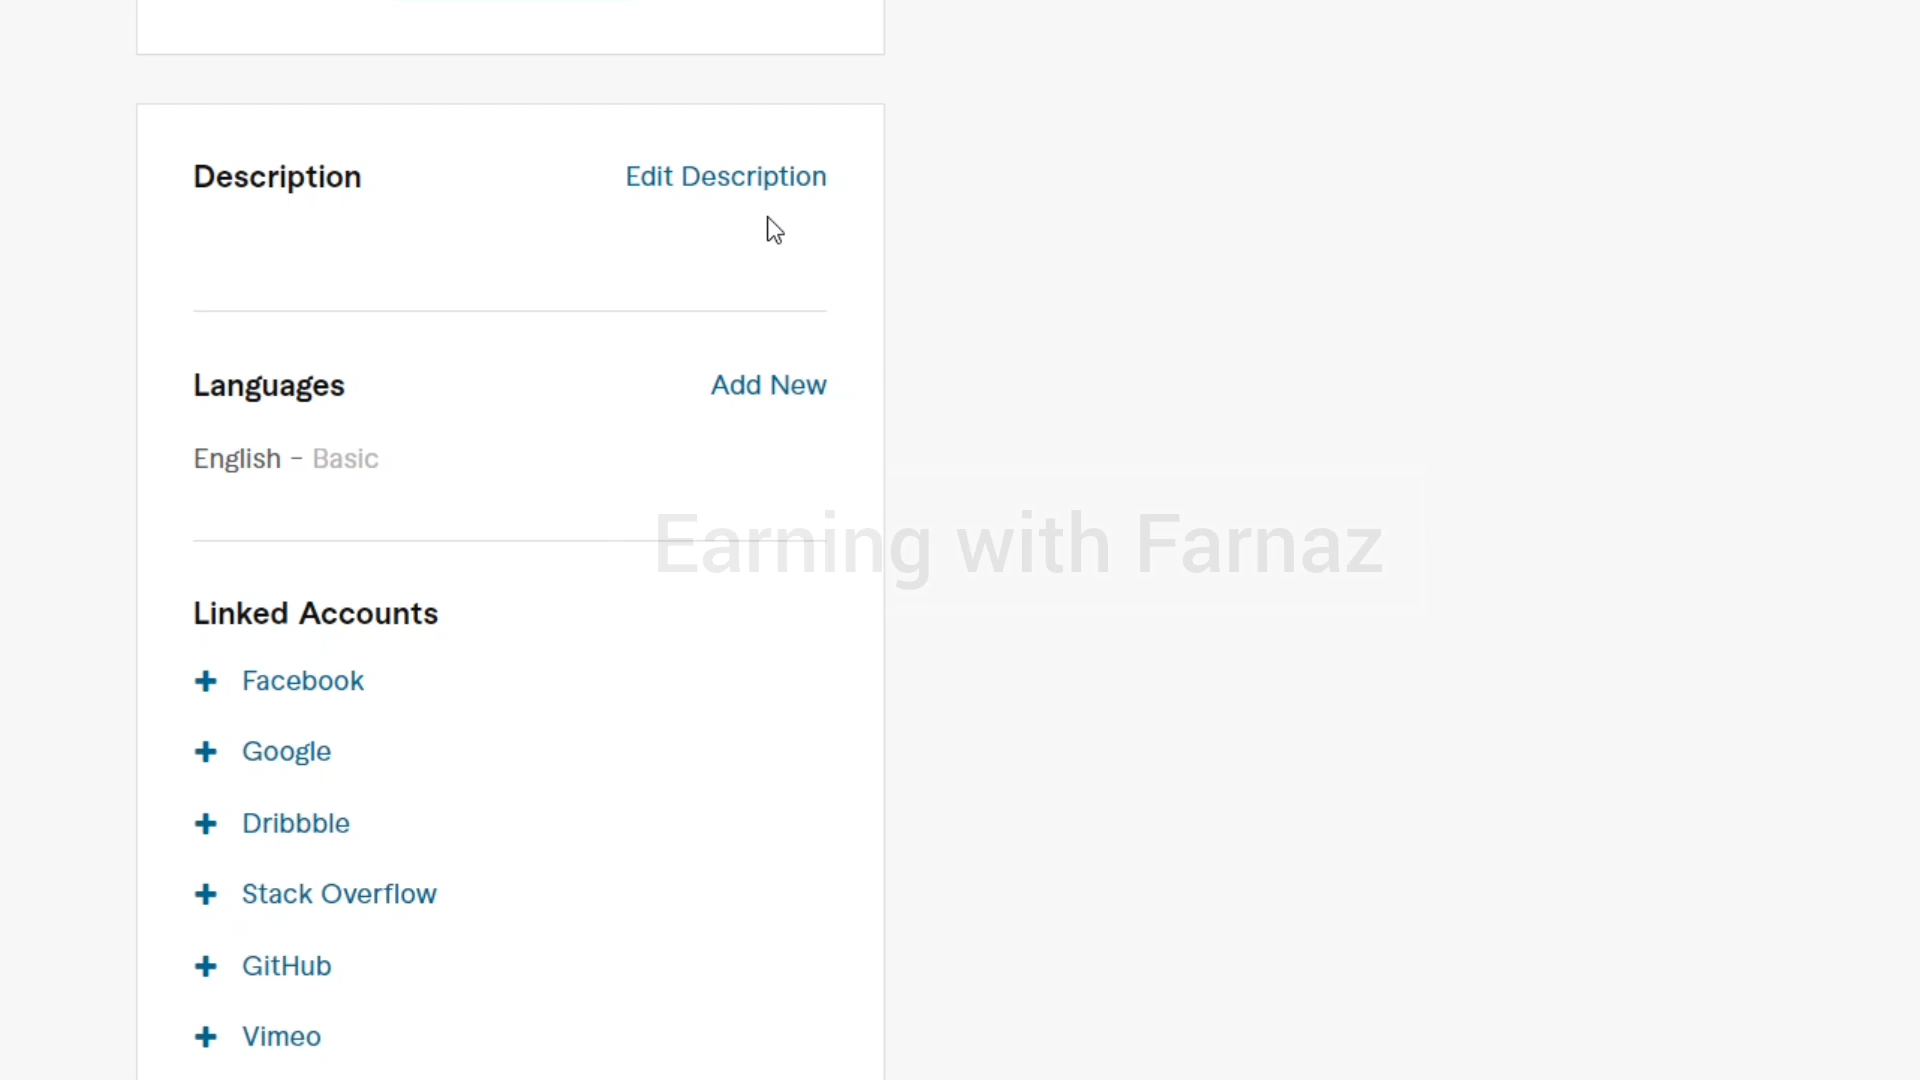 Description Edit Description
Languages Add New
English - Basic
Earning with Farnaz
Linked Accounts
Facebook
Google
Dribbble
Stack Overflow
GitHub
Vimeo